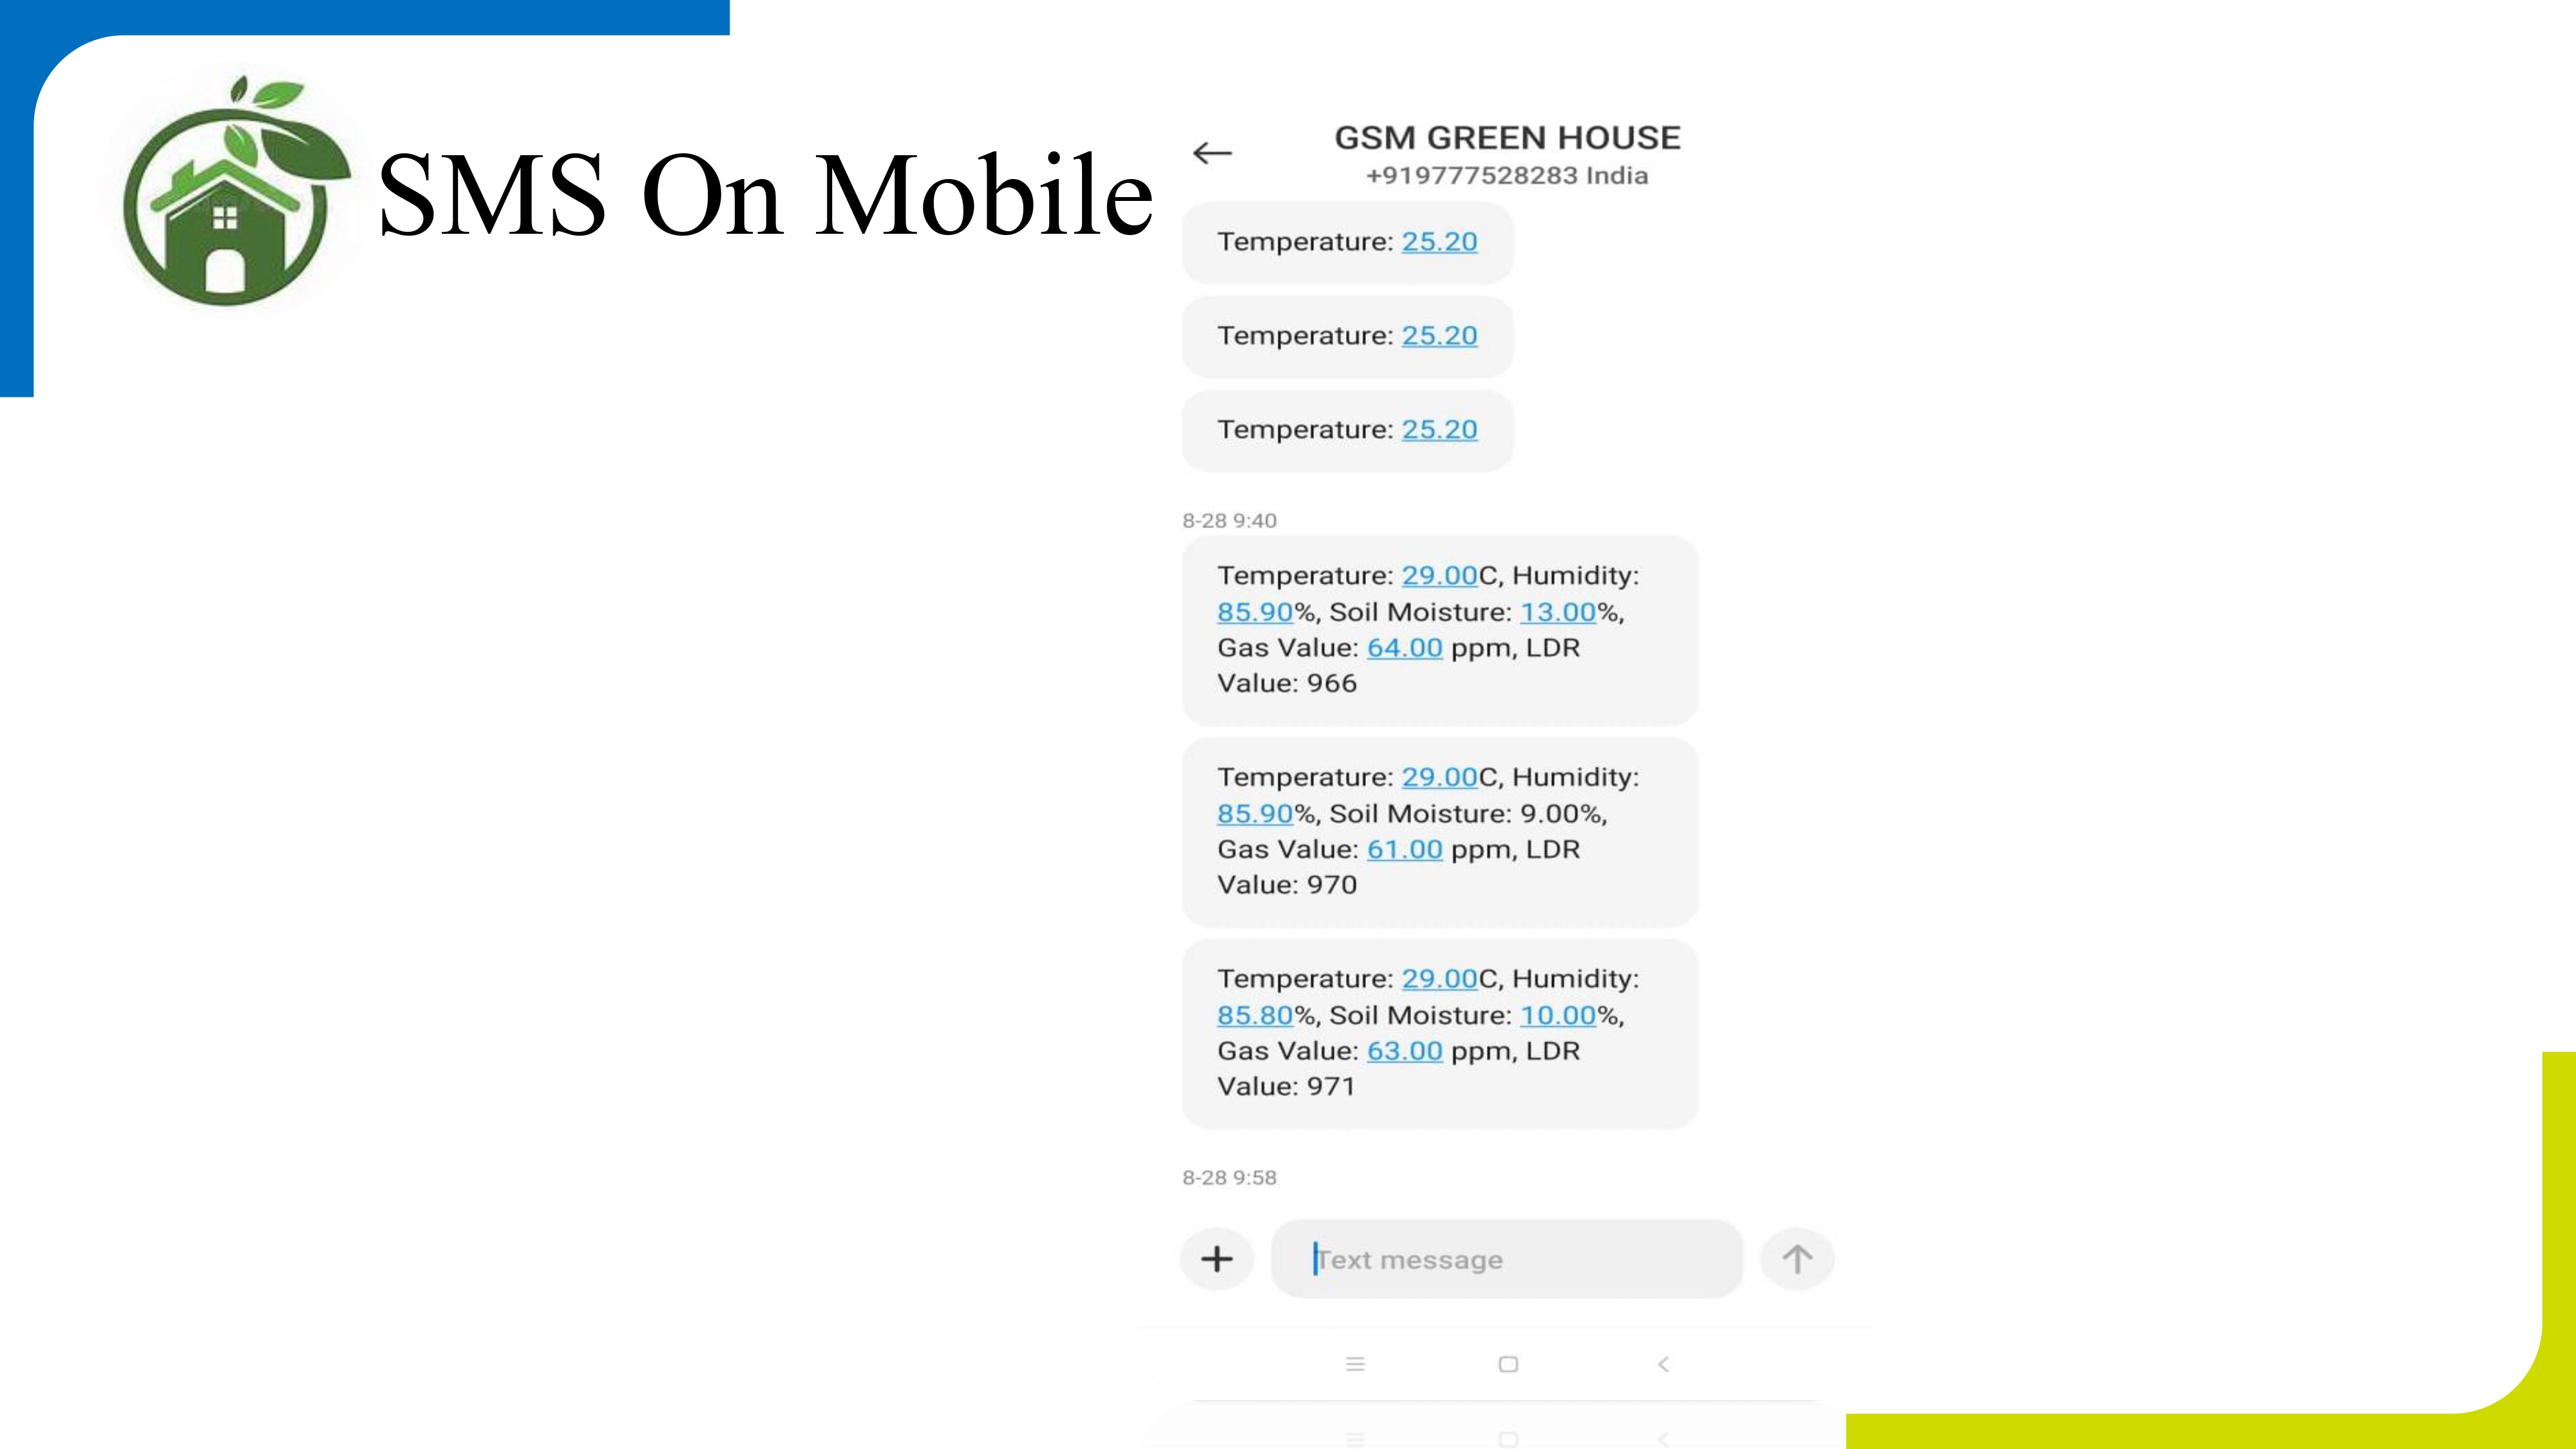 SMS On Mobile
GSM GREEN HOUSE
+919777528283 India
Temperature: 25.20
Temperature: 25.20
Temperature: 25.20
8-28 9:40
Temperature: 29.00C, Humidity:
85.90%, Soil Moisture: 13.00%,
Gas Value: 64.00 ppm, LDR
Value: 966
Temperature: 29.00C, Humidity:
85.90%, Soil Moisture: 9.00%,
Gas Value: 61.00 ppm, LDR
Value: 970
Temperature: 29.00C, Humidity:
85.80%, Soil Moisture: 10.00%,
Gas Value: 63.00 ppm, LDR
Value: 971
8-28 9:58
Text message